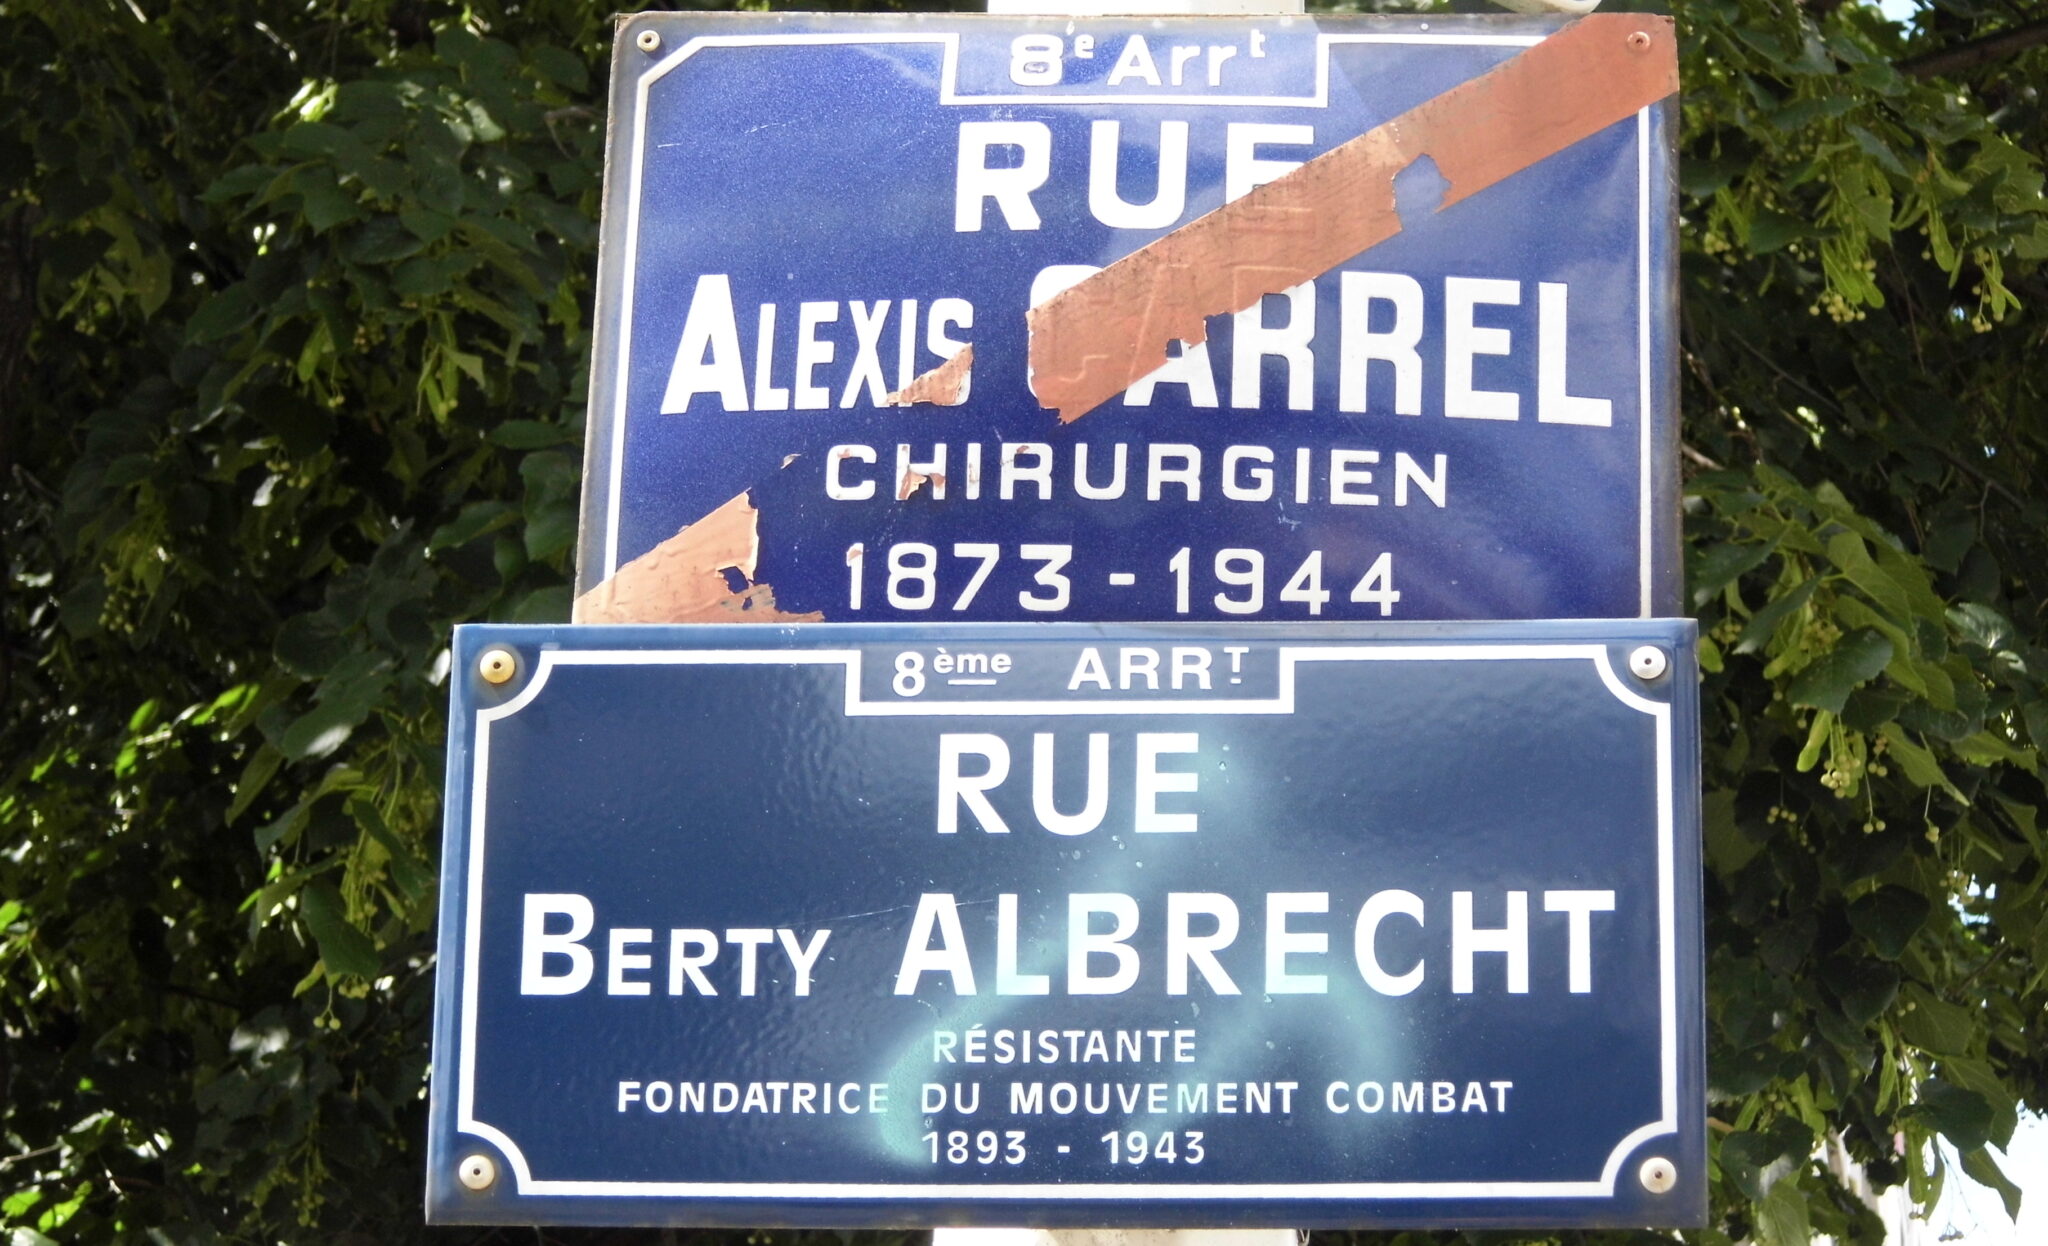 8e Arrt
RUE
ALEXIS CARREL
CHIRURGIEN
1873 - 1944
8ème ARRT
RUE
BERTY ALBRECHT
RÉSISTANTE
FONDATRICE DU MOUVEMENT COMBAT
1893 - 1943